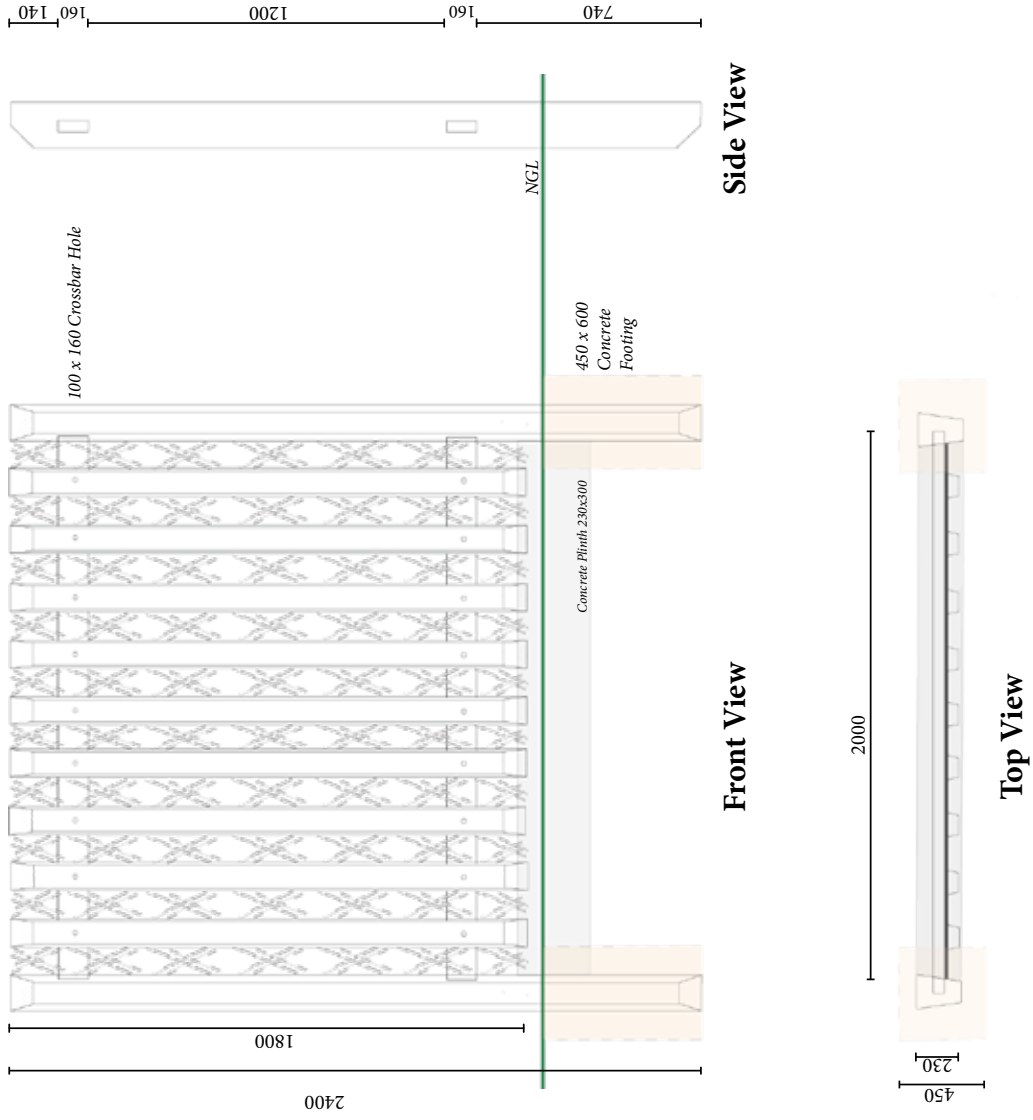 140
160
1200
160
740
Side View
NGL
100 x 160 Crossbar Hole
450 x 600
Concrete
Footing
Concrete Plinth 230x300
Front View
1800
2400
2000
Top View
230
450